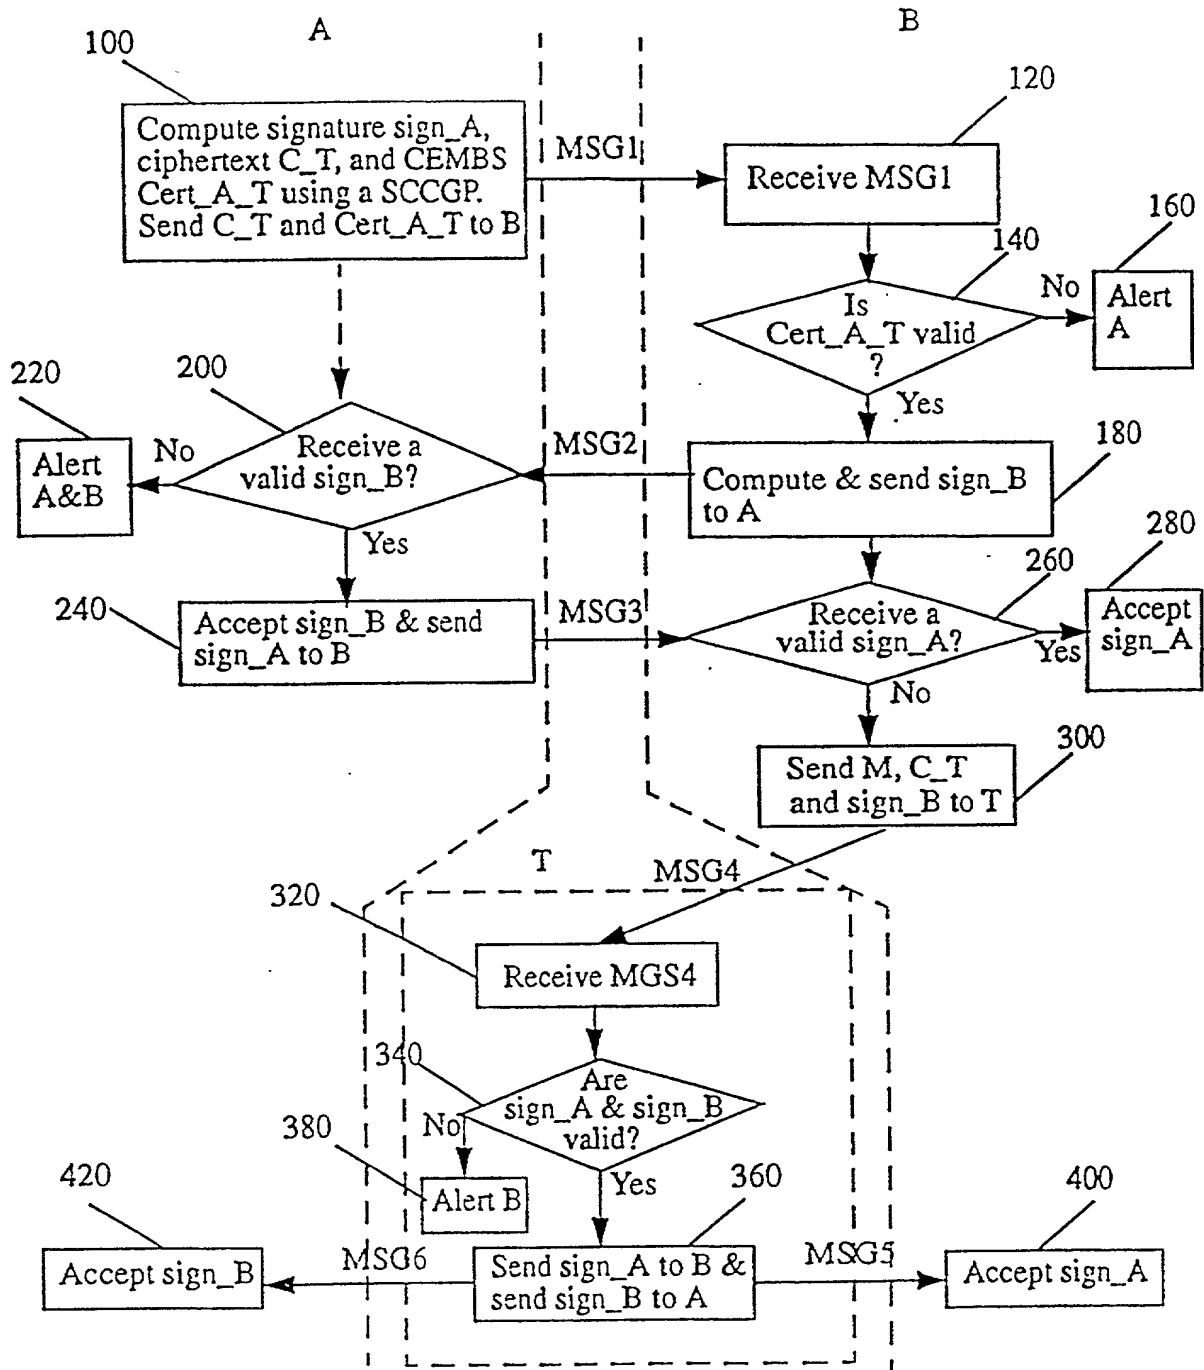 A
B
100
Compute signature sign_A,
ciphertext C_T, and CEMBS
Cert_A_T using a SCCGP.
Send C_T and Cert_A_T to B
MSG1
120
Receive MSG1
140
Is
Cert_A_T valid
?
No
160
Alert
A
Yes
220
200
Receive a
valid sign_B?
No
Alert
A&B
MSG2
180
Compute & send sign_B
to A
Yes
240
Accept sign_B & send
sign_A to B
MSG3
260
Receive a
valid sign_A?
Yes
280
Accept
sign_A
No
300
Send M, C_T
and sign_B to T
T
MSG4
320
Receive MGS4
340
Are
sign_A & sign_B
valid?
No
380
Alert B
Yes
360
Send sign_A to B &
send sign_B to A
MSG6
420
Accept sign_B
MSG5
400
Accept sign_A